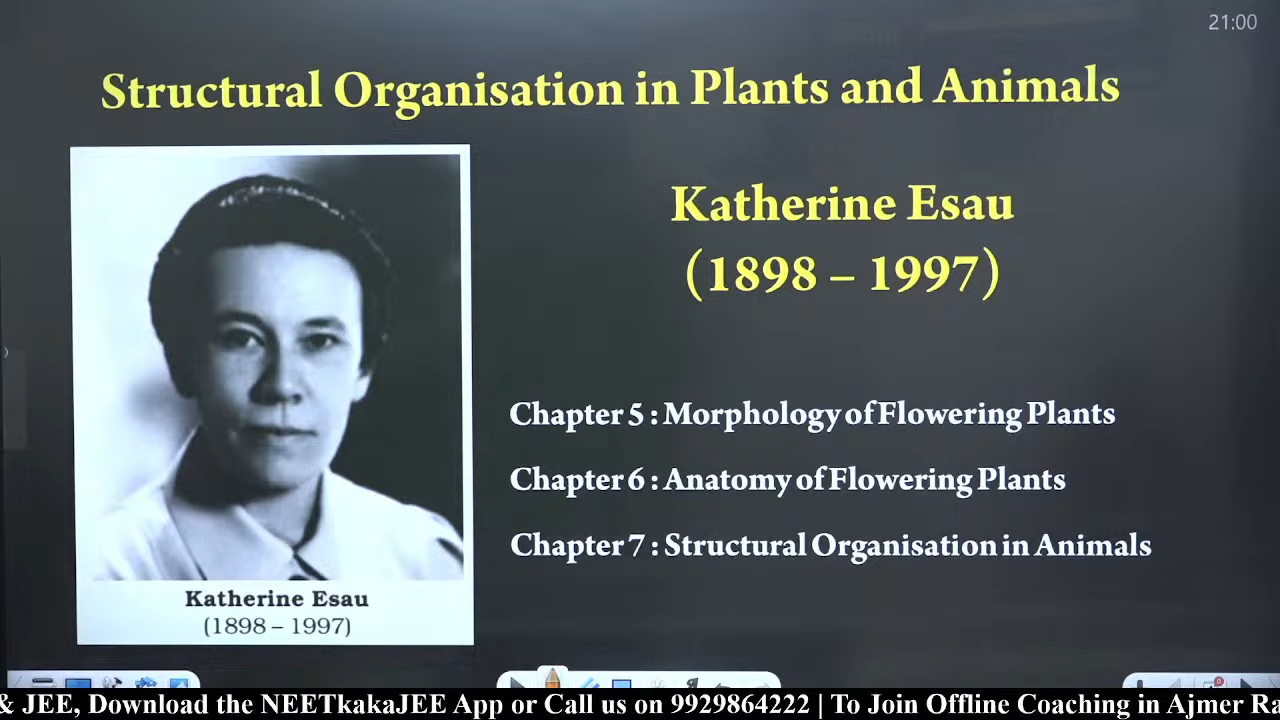 21:00
Structural Organisation in Plants and Animals
Katherine Esau
(1898 – 1997)
Chapter 5 : Morphology of Flowering Plants
Chapter 6 : Anatomy of Flowering Plants
Chapter 7 : Structural Organisation in Animals
Katherine Esau
(1898 – 1997)
& JEE, Download the NEETkakaJEE App or Call us on 9929864222 | To Join Offline Coaching in Ajmer Ra